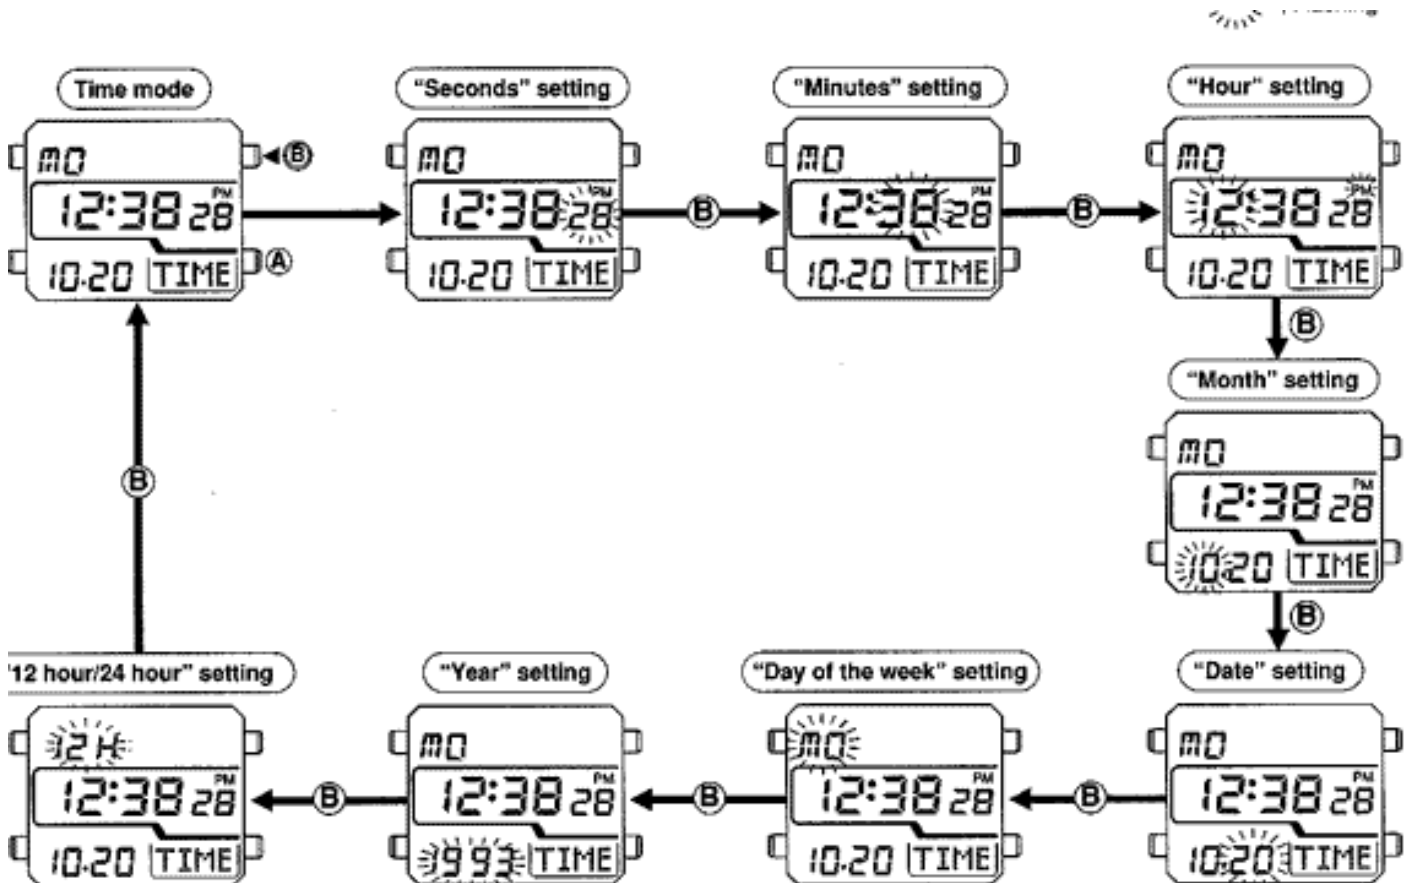 Time mode
"Seconds" setting
"Minutes" setting
"Hour" setting
MO
B
12:38 PM 28
A
10.20 TIME
MO
12:38 PM 28
10.20 TIME
B
MO
12:38 PM 28
10.20 TIME
B
MO
12:38 PM 28
10.20 TIME
B
"Month" setting
MO
12:38 PM 28
10.20 TIME
B
B
"Date" setting
MO
12:38 PM 28
10.20 TIME
B
"Day of the week" setting
MO
12:38 PM 28
10.20 TIME
B
"Year" setting
MO
12:38 PM 28
1993 TIME
B
12 hour/24 hour" setting
12H
12:38 PM 28
10.20 TIME